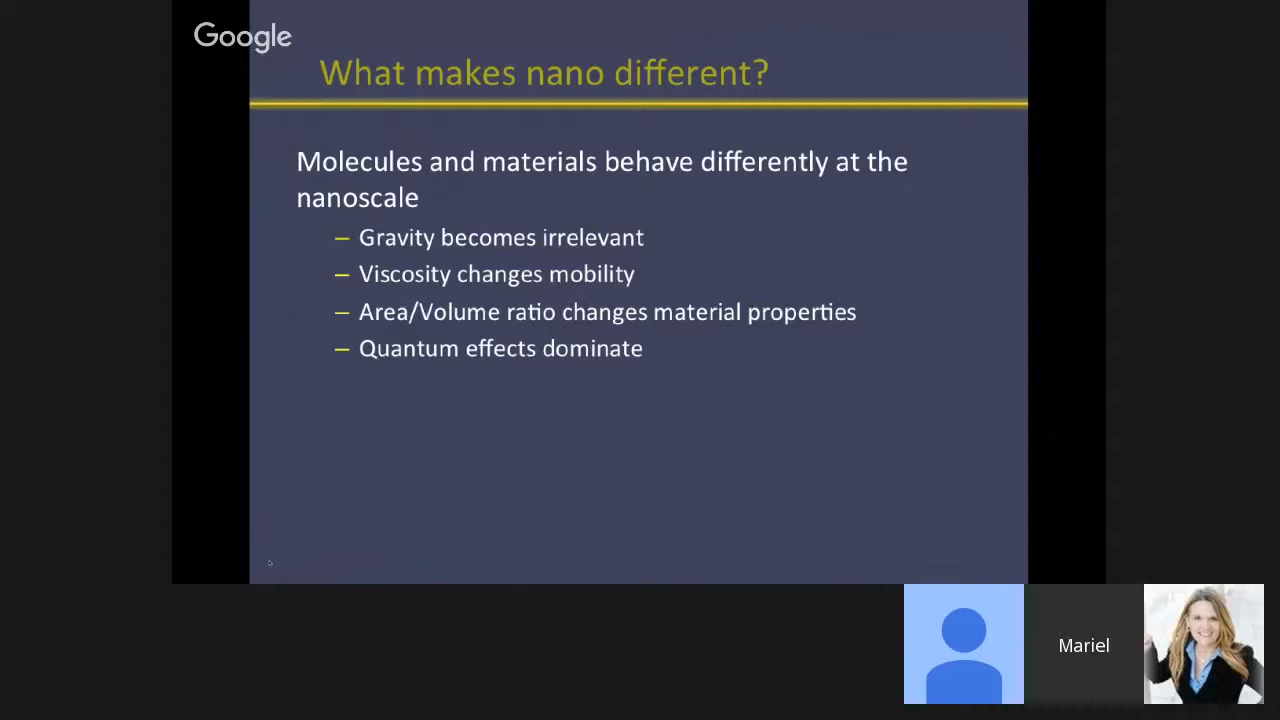 Google
What makes nano different?
Molecules and materials behave differently at the
nanoscale
– Gravity becomes irrelevant
– Viscosity changes mobility
– Area/Volume ratio changes material properties
– Quantum effects dominate
Mariel